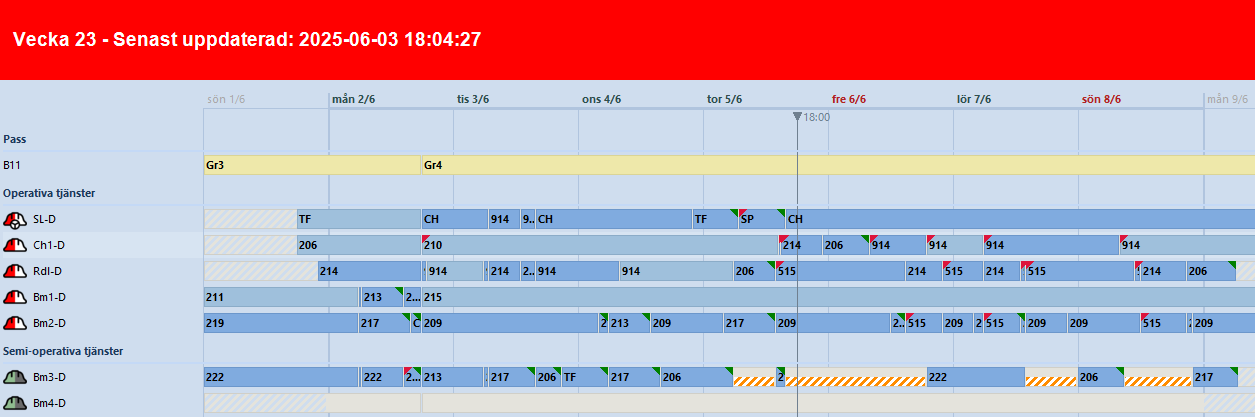 Vecka 23 - Senast uppdaterad: 2025-06-03 18:04:27
sön 1/6 mån 2/6 tis 3/6 ons 4/6 tor 5/6 fre 6/6 lör 7/6 sön 8/6 mån 9/6
18:00
Pass
B11 Gr3 Gr4
Operativa tjänster
SL-D TF CH 914 9.. CH TF SP CH
Ch1-D 206 210 214 206 914 914 914 914
Rdl-D 214 914 214 2.. 914 914 206 515 214 515 214 515 214 206
Bm1-D 211 213 2... 215
Bm2-D 219 217 C 209 2 213 209 217 209 2.. 515 209 2 515 209 209 515 209
Semi-operativa tjänster
Bm3-D 222 222 2... 213 217 206 TF 217 206 2 222 206 217
Bm4-D